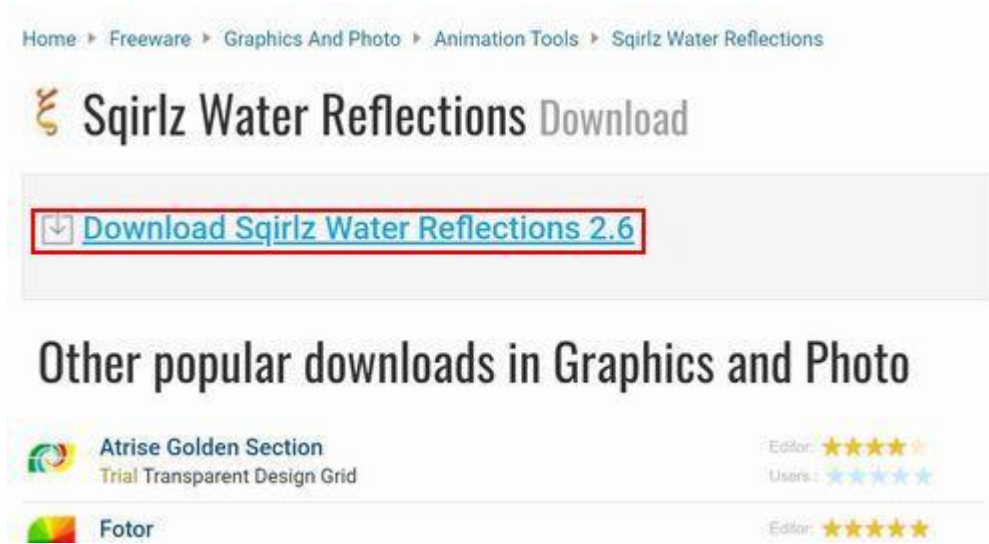 Home ▸ Freeware ▸ Graphics And Photo ▸ Animation Tools ▸ Sqirlz Water Reflections
Sqirlz Water Reflections Download
Download Sqirlz Water Reflections 2.6
Other popular downloads in Graphics and Photo
Atrise Golden Section
Editor:
Trial Transparent Design Grid
Users :
Fotor
Editor: